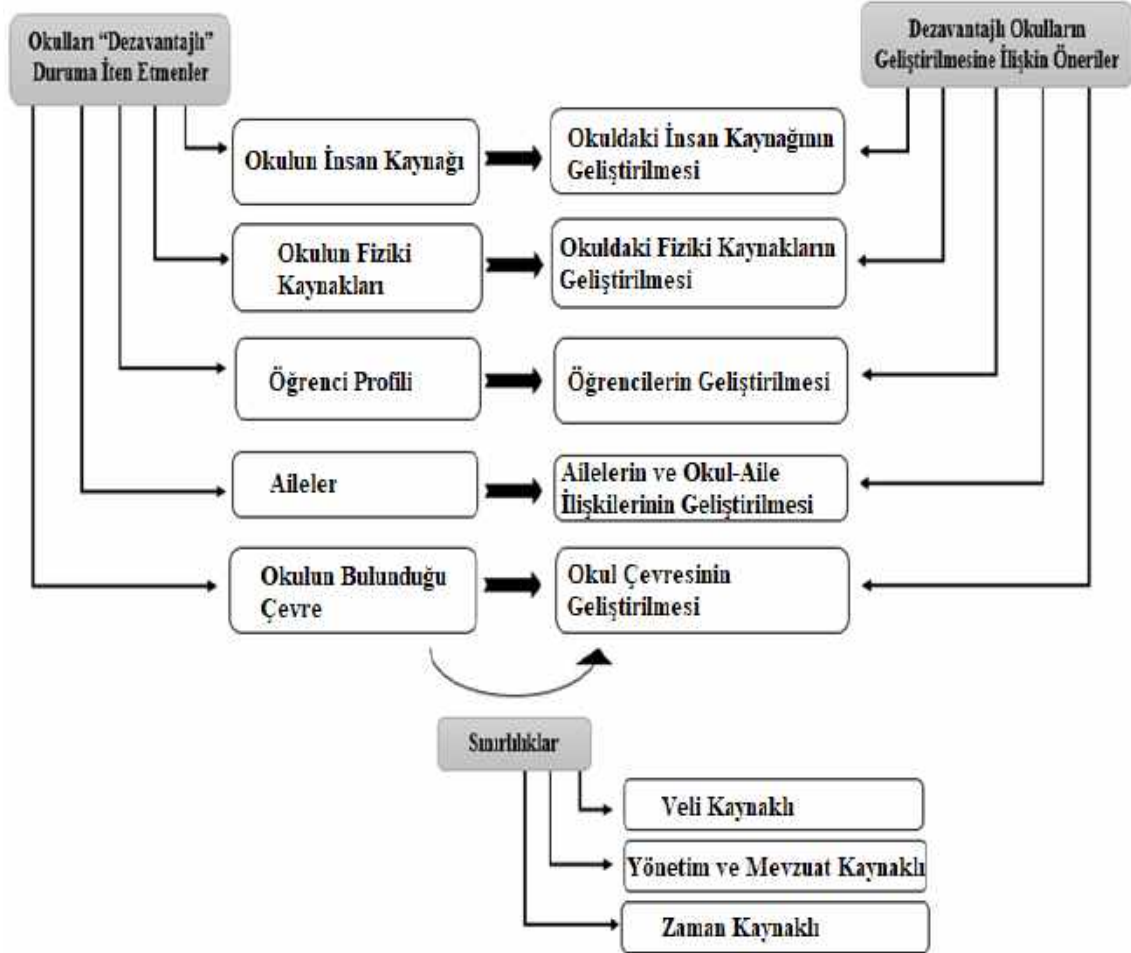 Okulları “Dezavantajlı”
Duruma İten Etmenler
Dezavantajlı Okulların
Geliştirilmesine İlişkin Öneriler
Okulun İnsan Kaynağı
Okuldaki İnsan Kaynağının
Geliştirilmesi
Okulun Fiziki
Kaynakları
Okuldaki Fiziki Kaynakların
Geliştirilmesi
Öğrenci Profili
Öğrencilerin Geliştirilmesi
Aileler
Ailelerin ve Okul-Aile
İlişkilerinin Geliştirilmesi
Okulun Bulunduğu
Çevre
Okul Çevresinin
Geliştirilmesi
Sınırlılıklar
Veli Kaynaklı
Yönetim ve Mevzuat Kaynaklı
Zaman Kaynaklı